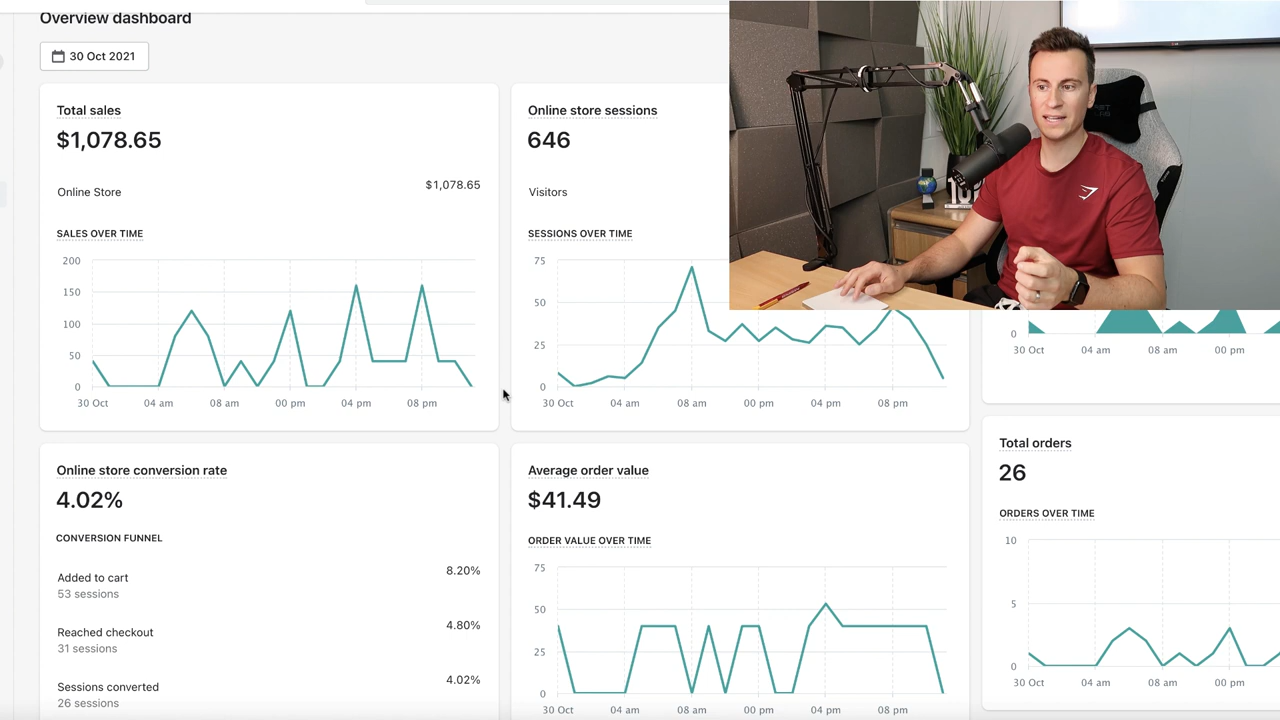 Overview dashboard
30 Oct 2021
Total sales
$1,078.65
Online Store
$1,078.65
SALES OVER TIME
200
150
100
50
0
30 Oct
04 am
08 am
00 pm
04 pm
08 pm
Online store sessions
646
Visitors
SESSIONS OVER TIME
75
50
25
0
30 Oct
04 am
08 am
00 pm
04 pm
08 pm
0
30 Oct
04 am
08 am
00 pm
Online store conversion rate
4.02%
CONVERSION FUNNEL
Added to cart
8.20%
53 sessions
Reached checkout
4.80%
31 sessions
Sessions converted
4.02%
26 sessions
Average order value
$41.49
ORDER VALUE OVER TIME
75
50
25
0
30 Oct
04 am
08 am
00 pm
04 pm
08 pm
Total orders
26
ORDERS OVER TIME
10
5
0
30 Oct
04 am
08 am
00 pm